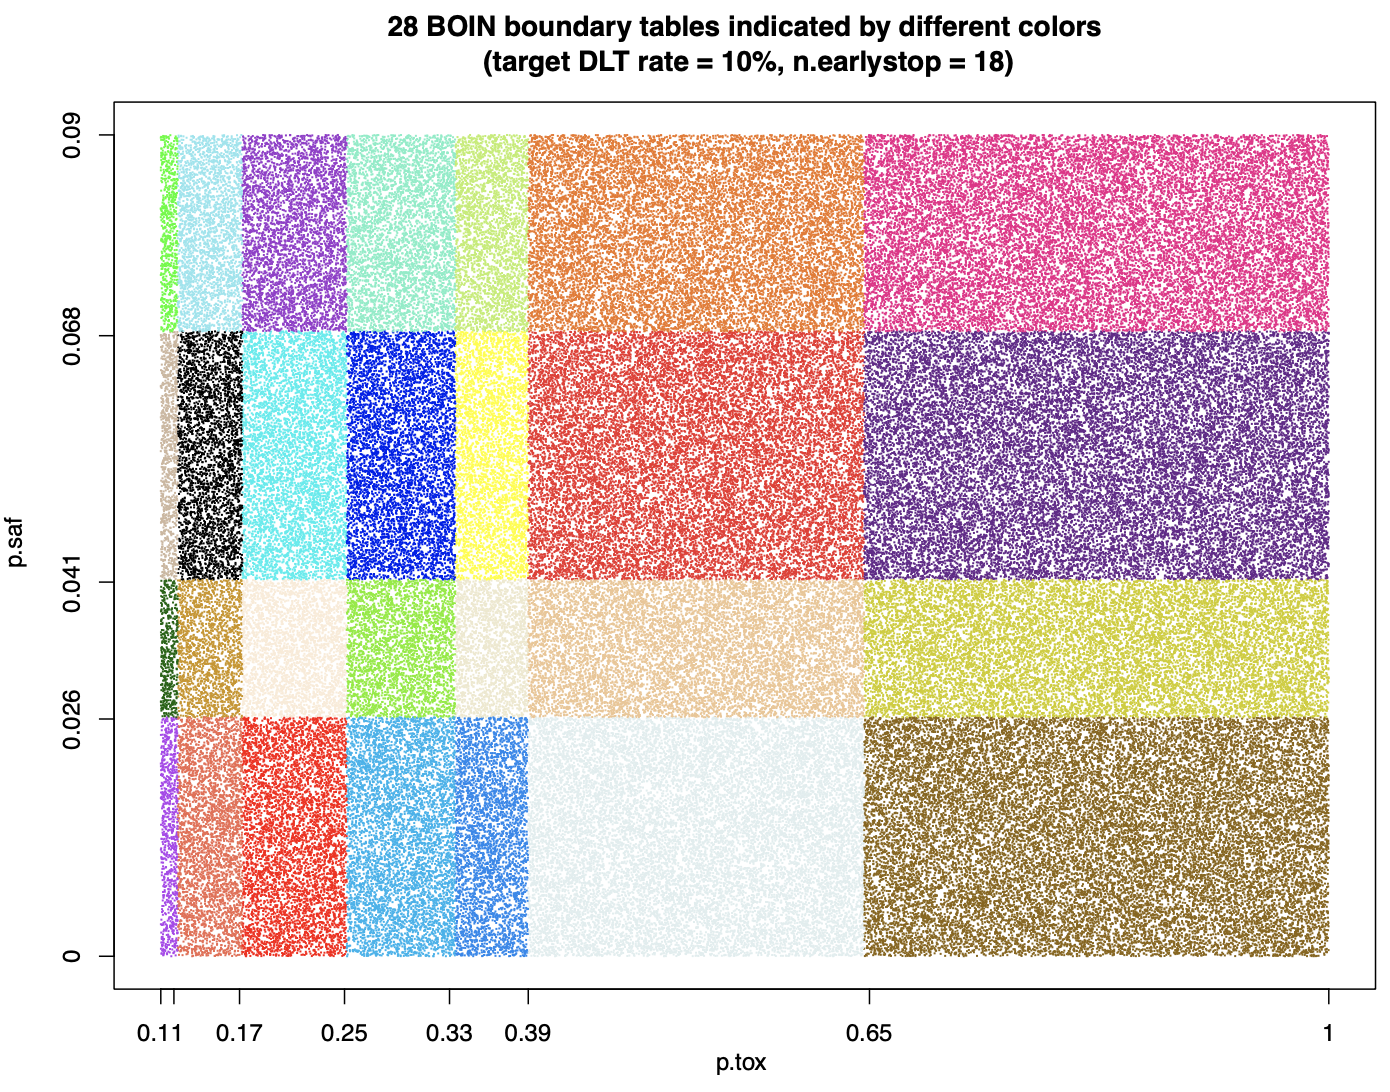 28 BOIN boundary tables indicated by different colors
(target DLT rate = 10%, n.earlystop = 18)
0.09
0.068
0.041
0.026
0
p.saf
0.11 0.17 0.25 0.33 0.39 0.65 1
p.tox